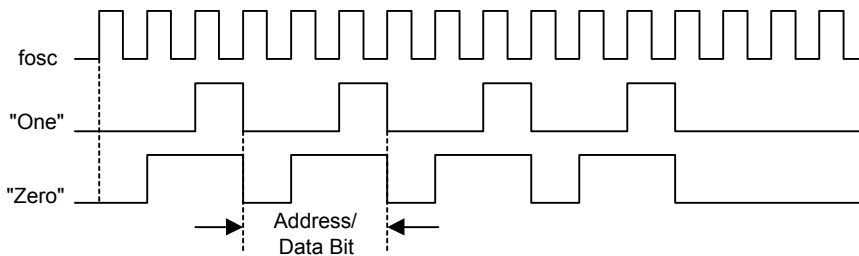 fosc
"One"
"Zero"
Address/
Data Bit